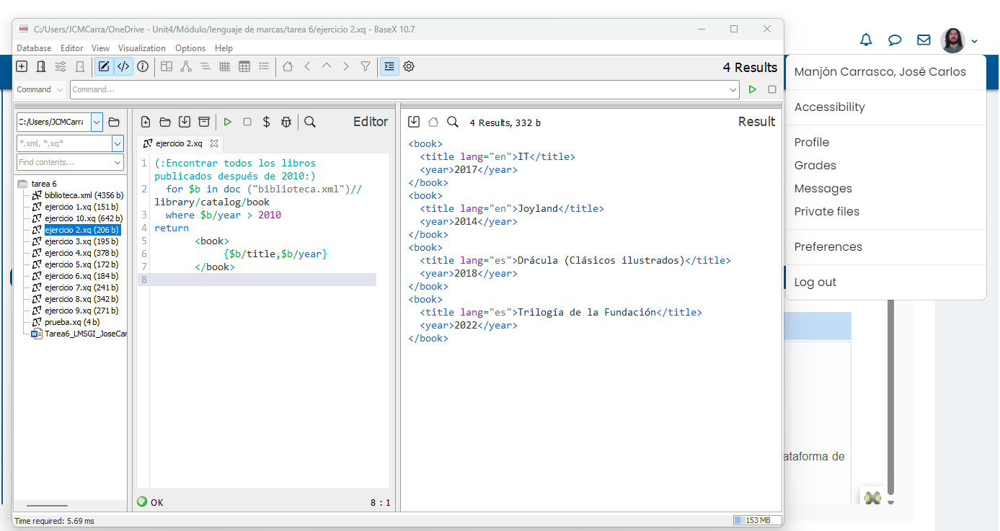 C:/Users/JCMCarra/OneDrive - Unit4/Módulo/lenguaje de marcas/tarea 6/ejercicio 2.xq - BaseX 10.7
Database Editor View Visualization Options Help
4 Results
Command
Command...
C:/Users/JCMCarra
*.xml, *.xq*
Find contents...
tarea 6
biblioteca.xml (4356 b)
ejercicio 1.xq (151 b)
ejercicio 10.xq (642 b)
ejercicio 2.xq (206 b)
ejercicio 3.xq (195 b)
ejercicio 4.xq (378 b)
ejercicio 5.xq (172 b)
ejercicio 6.xq (184 b)
ejercicio 7.xq (241 b)
ejercicio 8.xq (342 b)
ejercicio 9.xq (271 b)
prueba.xq (4 b)
Tarea6_LMSGI_JoseCar
Editor
ejercicio 2.xq
1 (:Encontrar todos los libros
publicados después de 2010:)
2 for $b in doc ("biblioteca.xml")//
library/catalog/book
3 where $b/year > 2010
4 return
5 <book>
6 {$b/title,$b/year}
7 </book>
8
OK
8 : 1
4 Results, 332 b
Result
<book>
<title lang="en">IT</title>
<year>2017</year>
</book>
<book>
<title lang="en">Joyland</title>
<year>2014</year>
</book>
<book>
<title lang="es">Drácula (Clásicos ilustrados)</title>
<year>2018</year>
</book>
<book>
<title lang="es">Trilogía de la Fundación</title>
<year>2022</year>
</book>
Time required: 5.69 ms
153 MB
Manjón Carrasco, José Carlos
Accessibility
Profile
Grades
Messages
Private files
Preferences
Log out
ataforma de